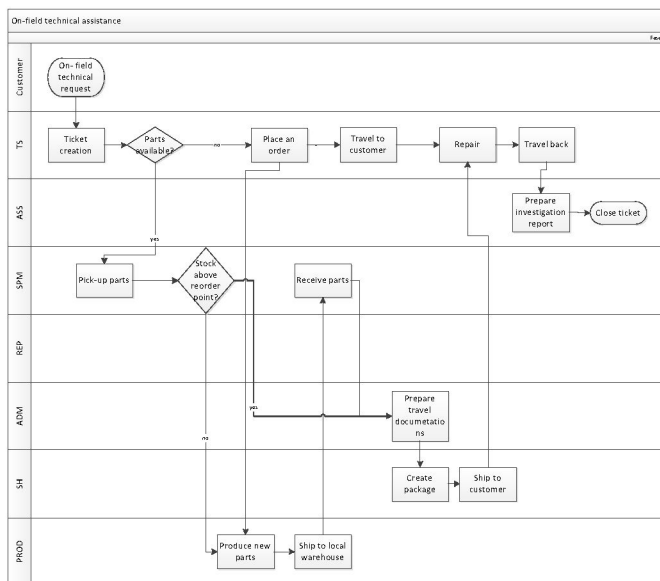 On-field technical assistance
Customer
On- field
technical
request
TS
Ticket
creation
Parts
available?
no
Place an
order
Travel to
customer
Repair
Travel back
ASS
Prepare
investigation
report
Close ticket
yes
SPM
Pick-up parts
Stock
above
reorder
point?
Receive parts
REP
ADM
yes
no
Prepare
travel
documetatio
ns
SH
Create
package
Ship to
customer
PROD
Produce new
parts
Ship to local
warehouse